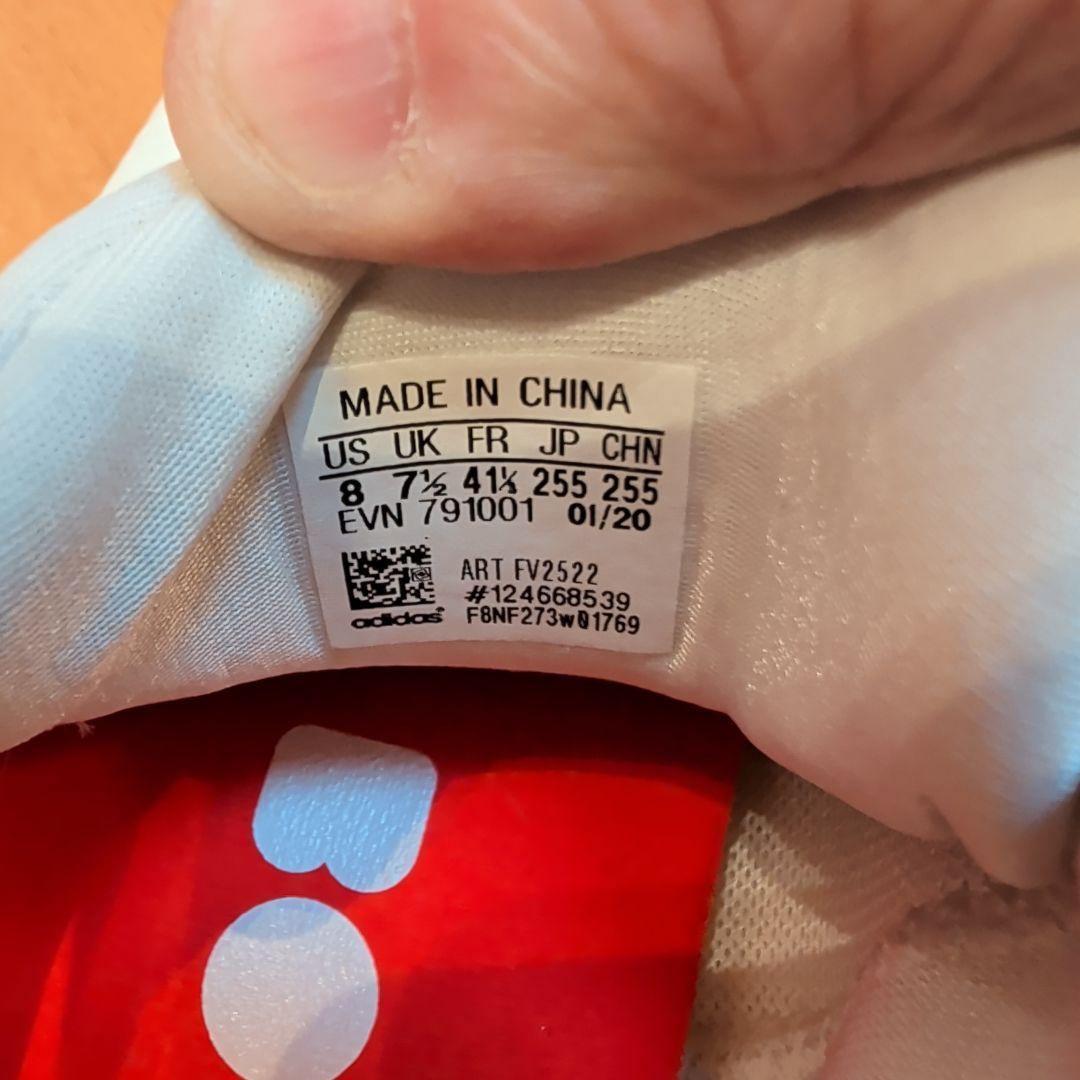 MADE IN CHINA
US UK FR JP CHN
8 7½ 41⅓ 255 255
EVN 791001 01/20
ART FV2522
#124668539
adidas F8NF273w01769